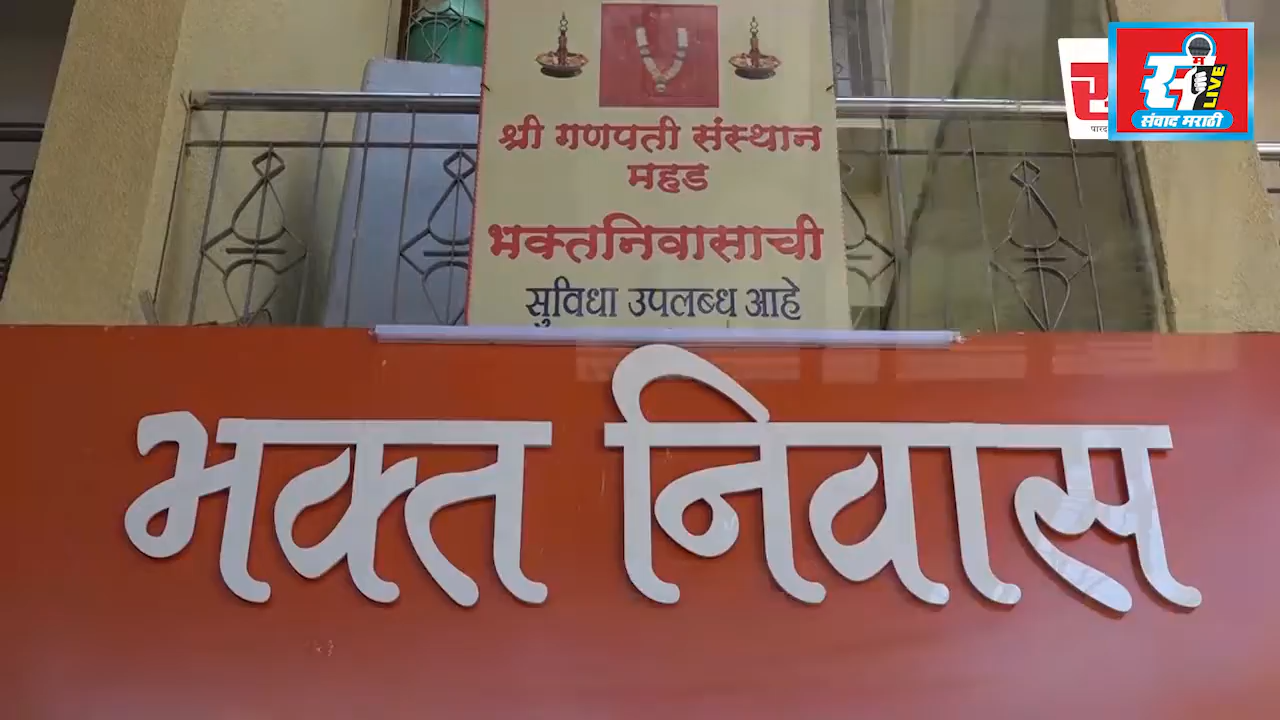 श्री गणपती संस्थान
महड
भक्तनिवासाची
सुविधा उपलब्ध आहे
भक्त निवास
LIVE
संवाद मराठी